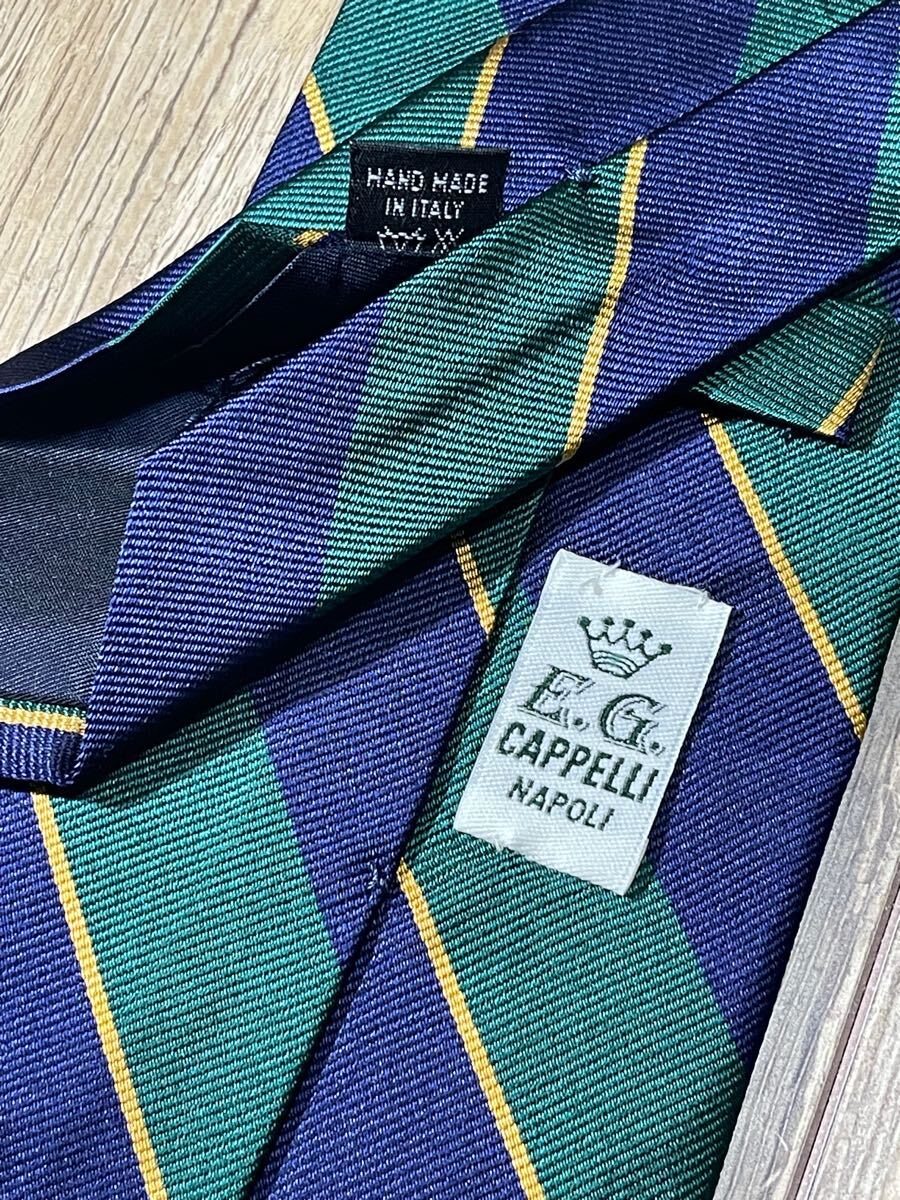 HAND MADE
IN ITALY
E.G.
CAPPELLI
NAPOLI